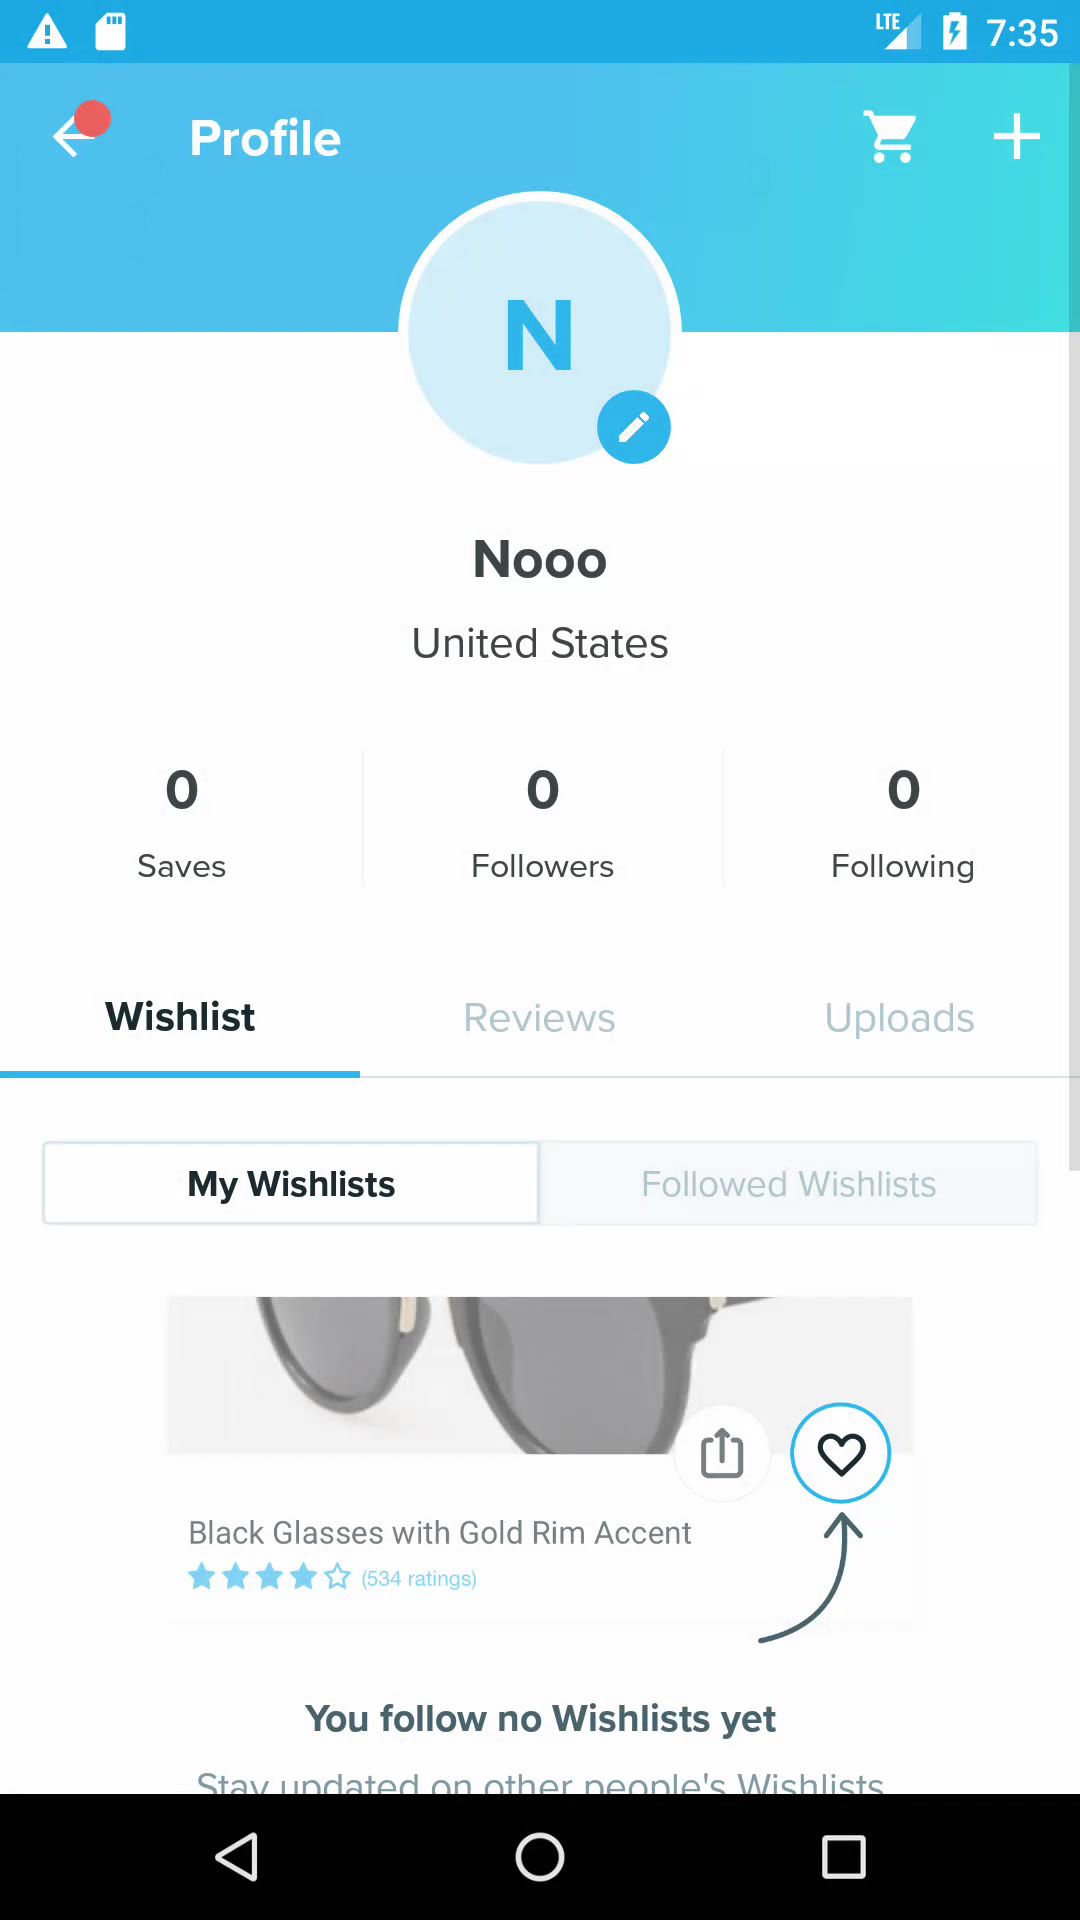 LTE 7:35
Profile
N
Nooo
United States
0 0 0
Saves Followers Following
Wishlist Reviews Uploads
My Wishlists Followed Wishlists
Black Glasses with Gold Rim Accent
(534 ratings)
You follow no Wishlists yet
Stay updated on other people's Wishlists